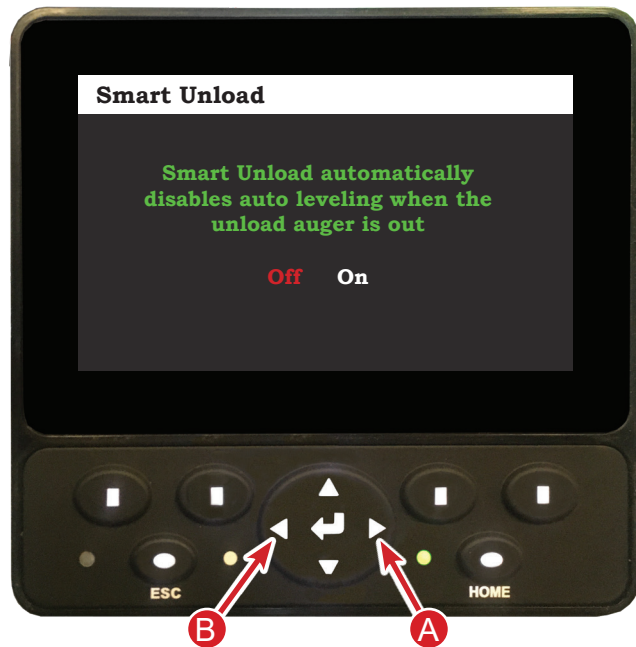 Smart Unload
Smart Unload automatically
disables auto leveling when the
unload auger is out
Off On
ESC
HOME
B
A